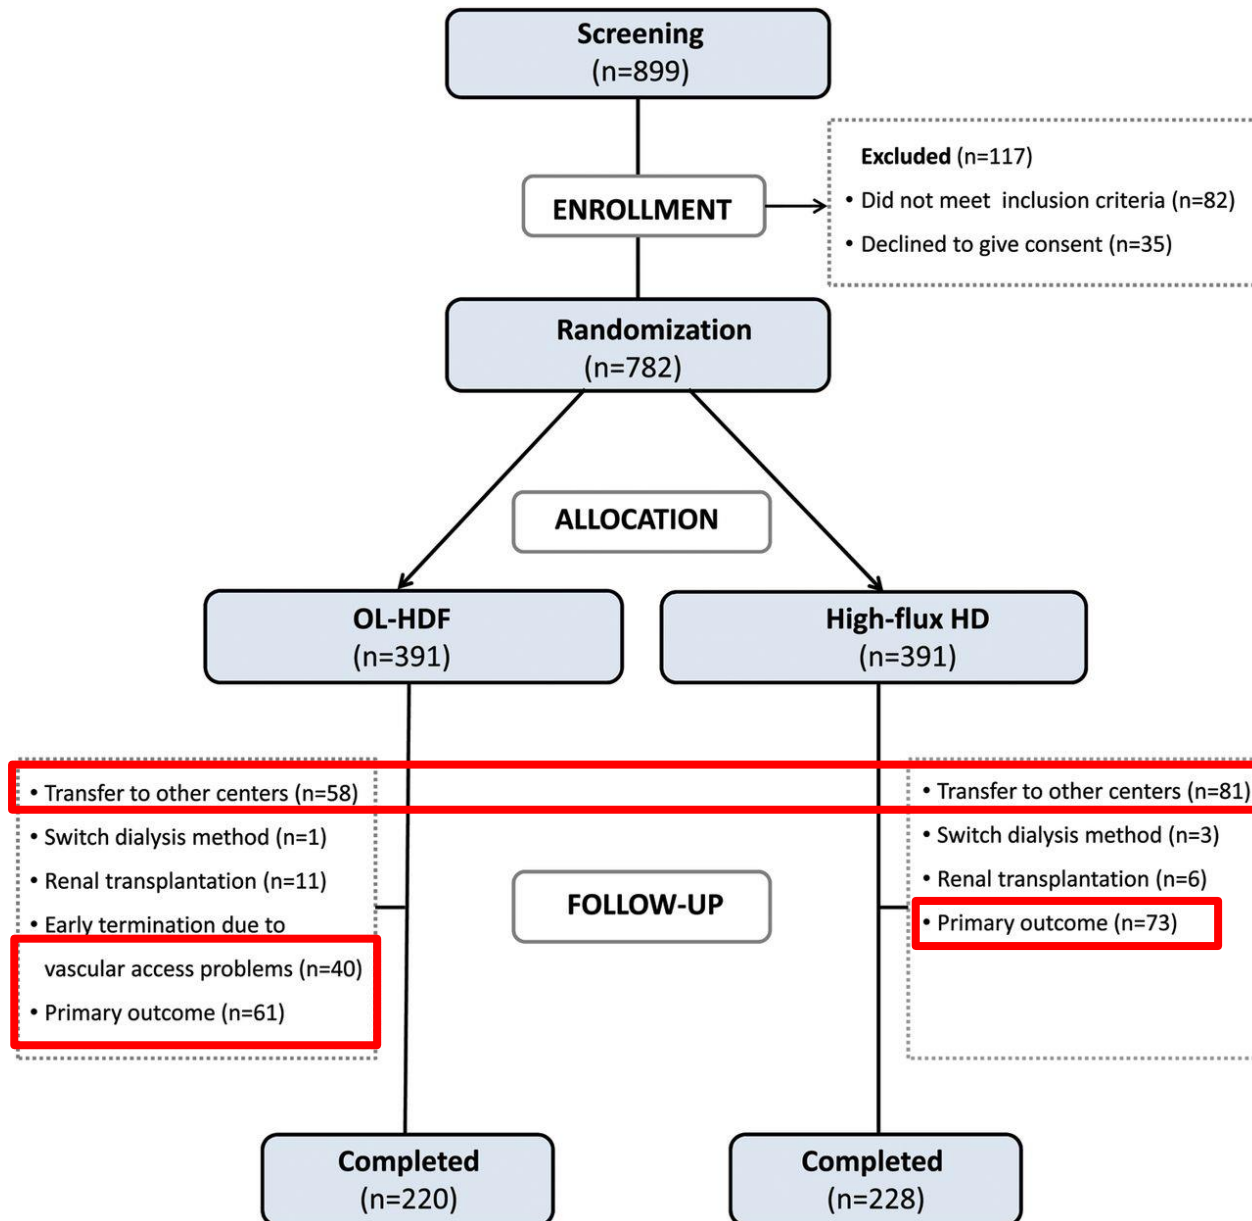 Screening
(n=899)
Excluded (n=117)
• Did not meet inclusion criteria (n=82)
• Declined to give consent (n=35)
ENROLLMENT
Randomization
(n=782)
ALLOCATION
OL-HDF
(n=391)
High-flux HD
(n=391)
• Transfer to other centers (n=58)
• Switch dialysis method (n=1)
• Renal transplantation (n=11)
• Early termination due to
vascular access problems (n=40)
• Primary outcome (n=61)
FOLLOW-UP
• Transfer to other centers (n=81)
• Switch dialysis method (n=3)
• Renal transplantation (n=6)
• Primary outcome (n=73)
Completed
(n=220)
Completed
(n=228)